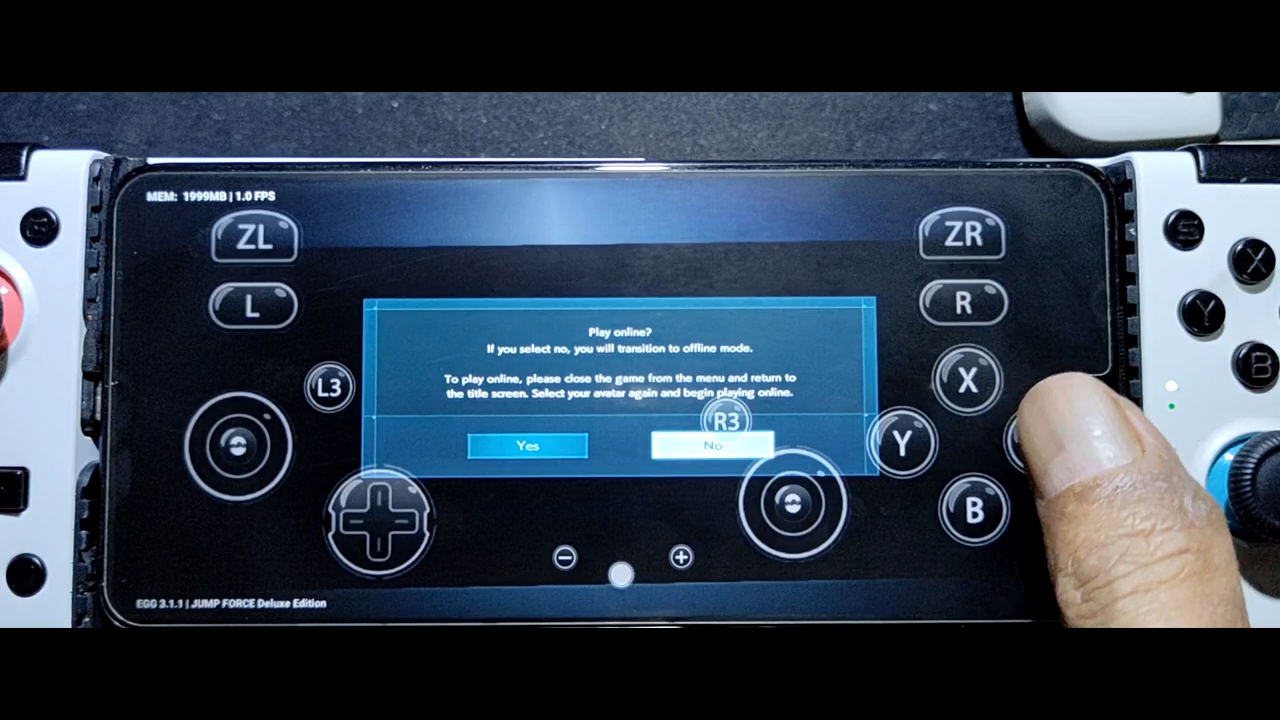 MEM: 1999MB | 1.0 FPS
ZL
ZR
L
R
S
X
Play online?
If you select no, you will transition to offline mode.
Y
L3
X
B
To play online, please close the game from the menu and return to
the title screen. Select your avatar again and begin playing online.
R3
Yes
No
Y
B
EGG 3.1.1 | JUMP FORCE Deluxe Edition